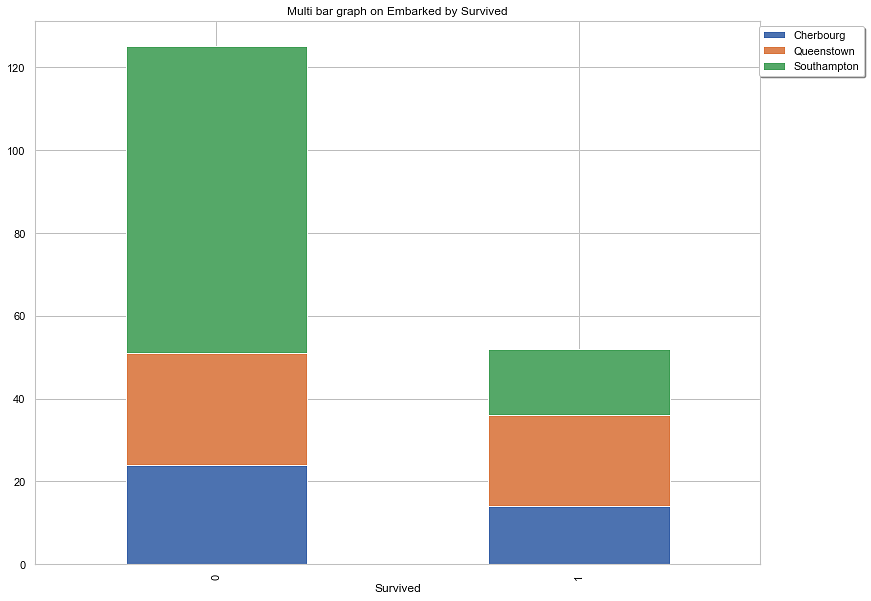 Multi bar graph on Embarked by Survived
Cherbourg
Queenstown
Southampton
120
100
80
60
40
20
0
0
1
Survived